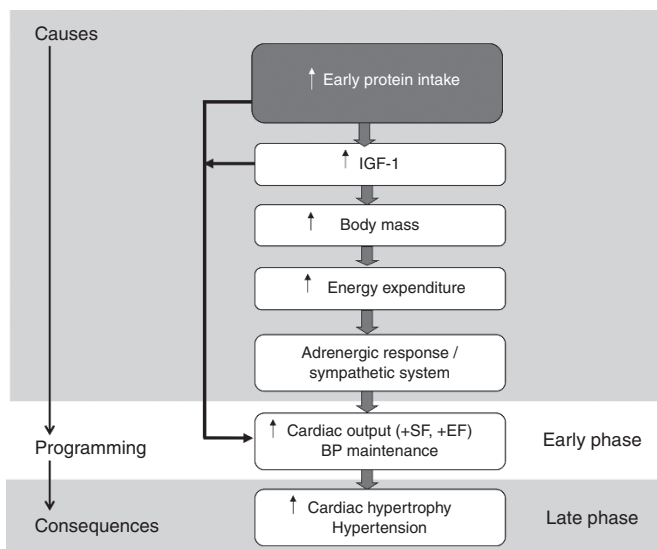 Causes
↑ Early protein intake
↑ IGF-1
↑ Body mass
↑ Energy expenditure
Adrenergic response /
sympathetic system
↑ Cardiac output (+SF, +EF)
BP maintenance
Early phase
Programming
↑ Cardiac hypertrophy
Hypertension
Late phase
Consequences